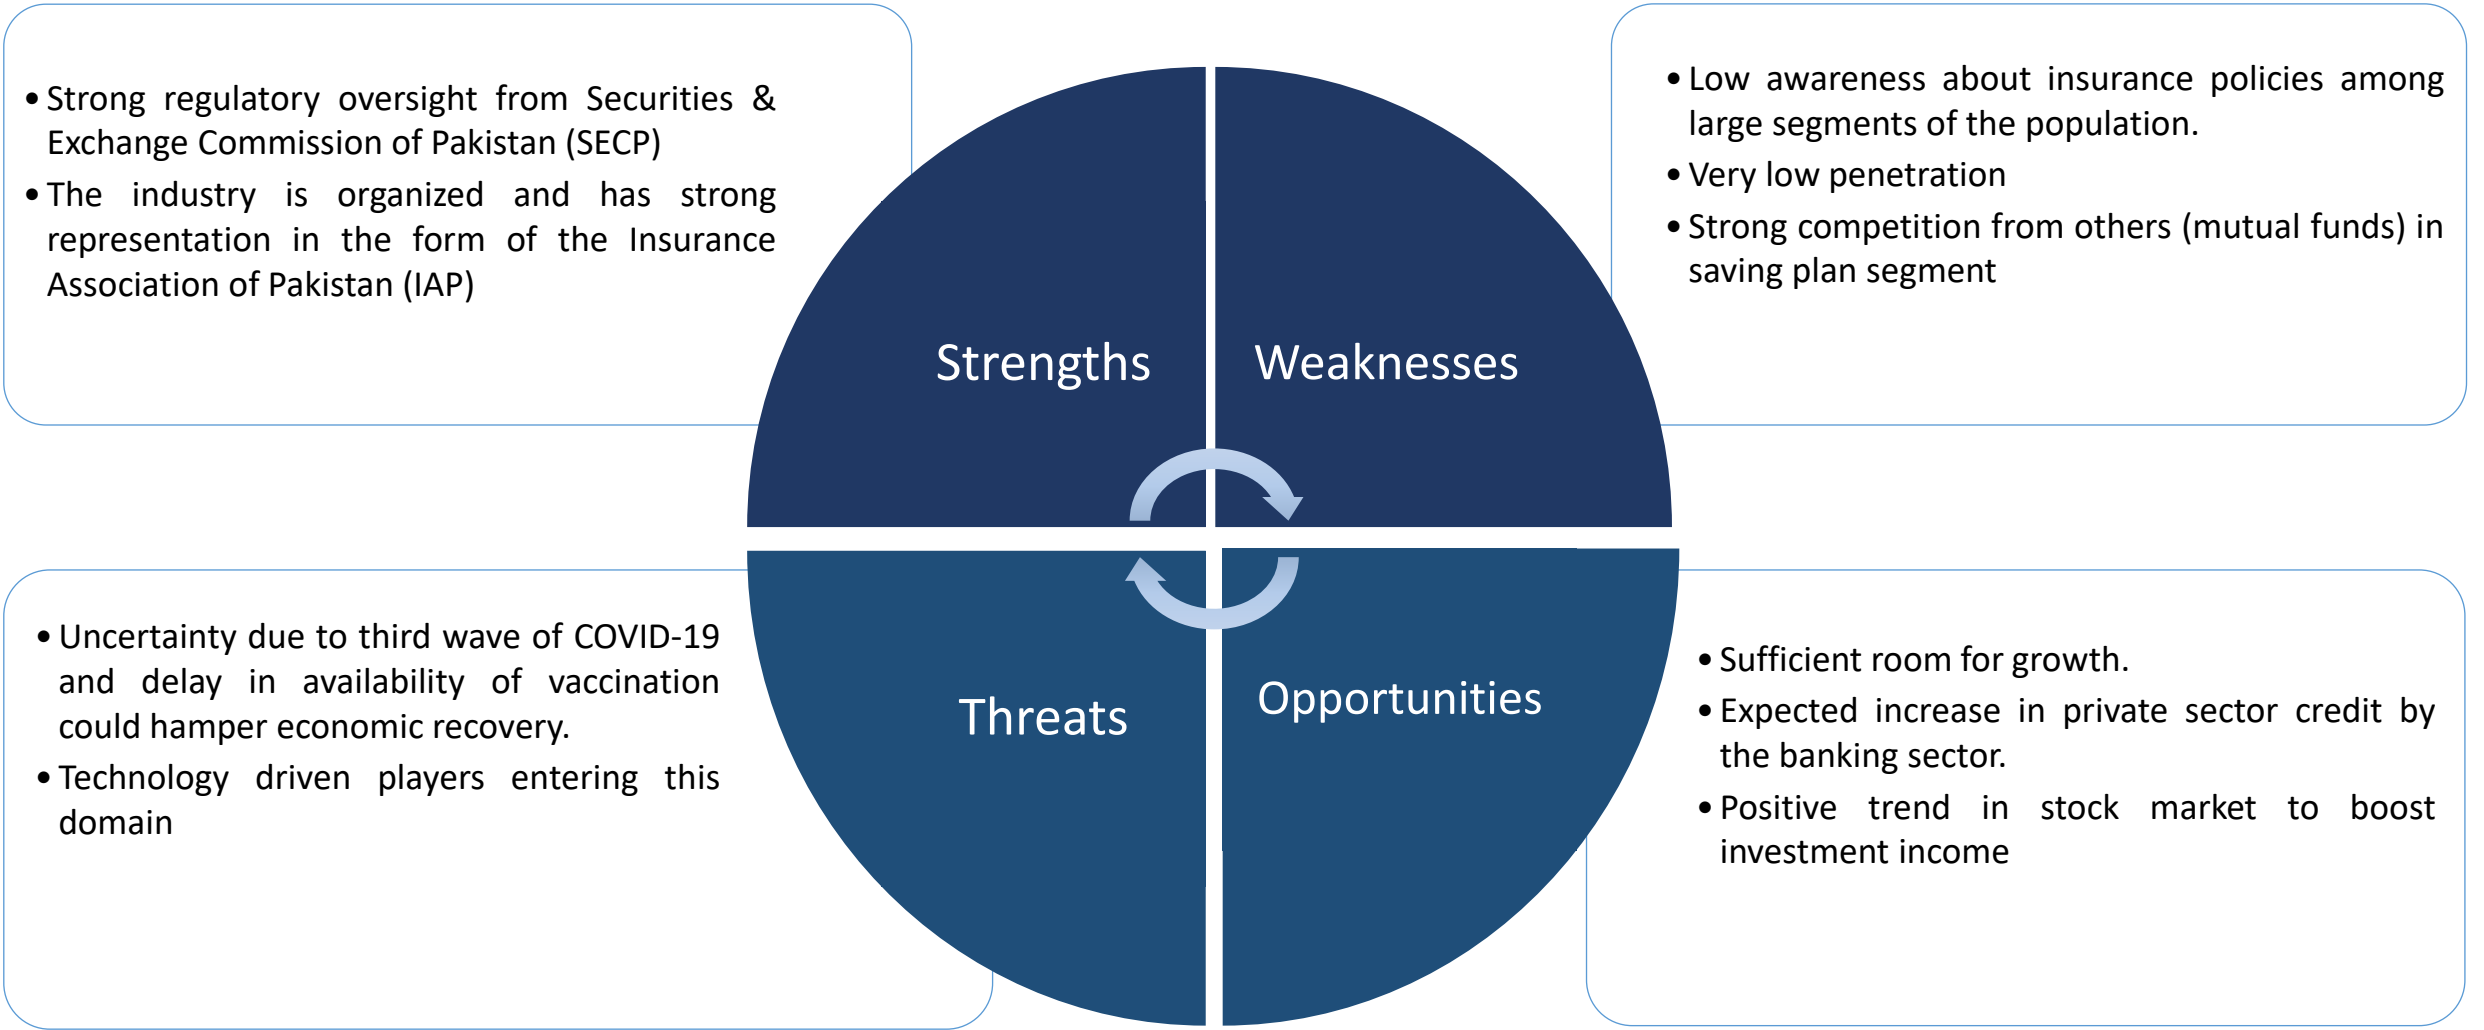 • Strong regulatory oversight from Securities &
Exchange Commission of Pakistan (SECP)
• The industry is organized and has strong
representation in the form of the Insurance
Association of Pakistan (IAP)
• Low awareness about insurance policies among
large segments of the population.
• Very low penetration
• Strong competition from others (mutual funds) in
saving plan segment
Strengths
Weaknesses
• Uncertainty due to third wave of COVID-19
and delay in availability of vaccination
could hamper economic recovery.
• Technology driven players entering this
domain
Threats
Opportunities
• Sufficient room for growth.
• Expected increase in private sector credit by
the banking sector.
• Positive trend in stock market to boost
investment income